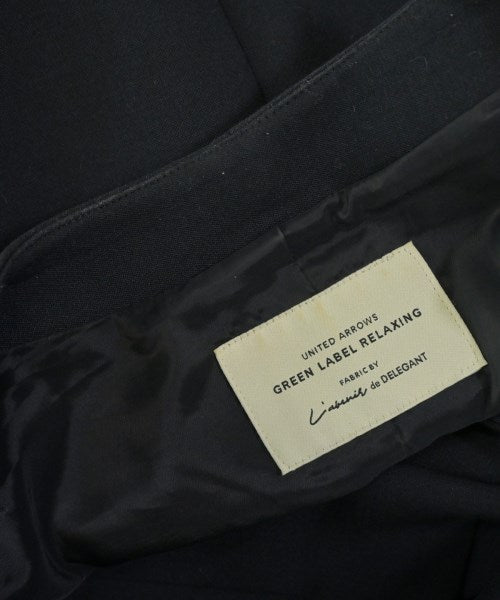 UNITED ARROWS
GREEN LABEL RELAXING
FABRIC BY
L'avenir de DELEGANT